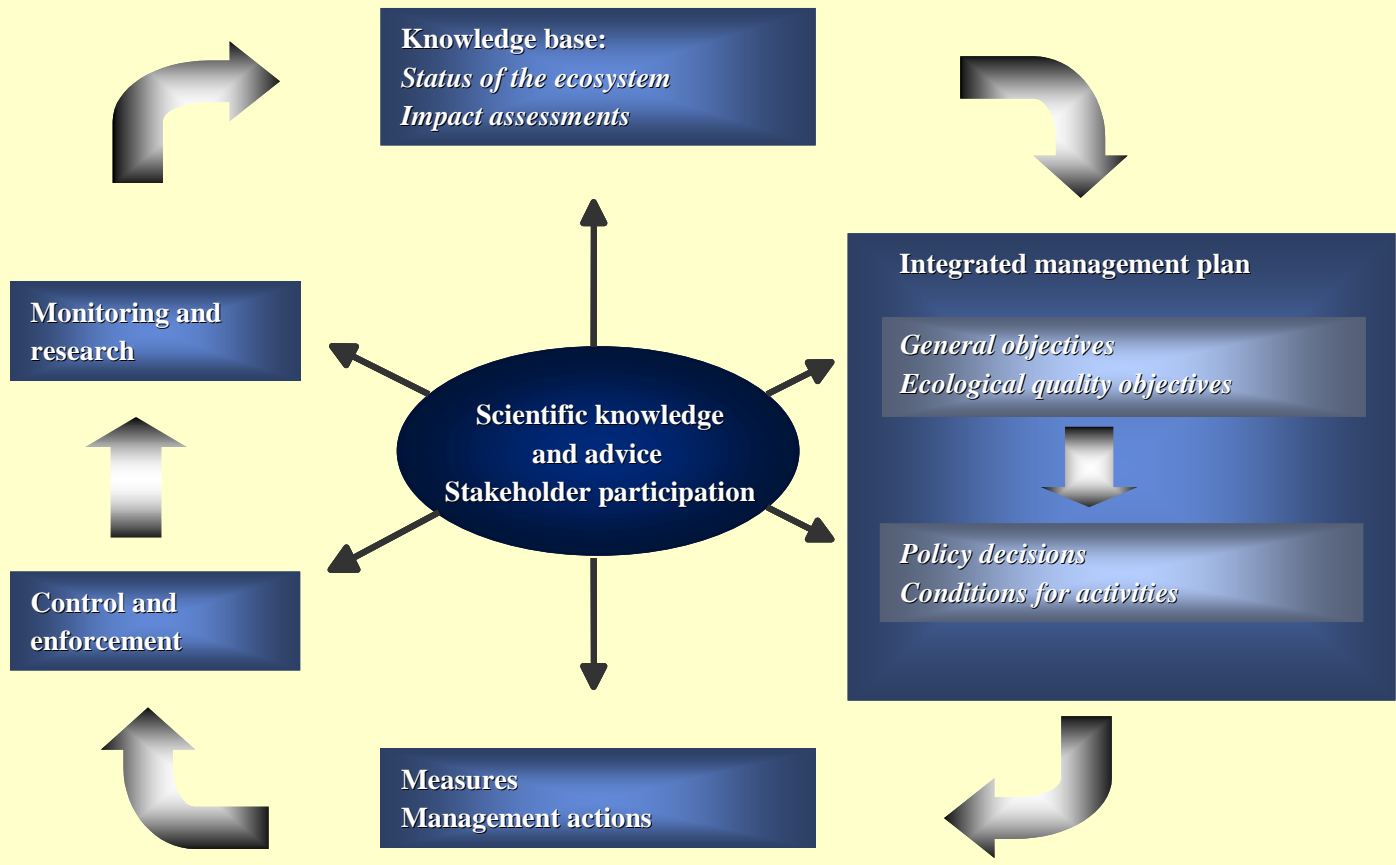 Knowledge base:
Status of the ecosystem
Impact assessments
Integrated management plan
General objectives
Ecological quality objectives
Policy decisions
Conditions for activities
Monitoring and
research
Scientific knowledge
and advice
Stakeholder participation
Control and
enforcement
Measures
Management actions